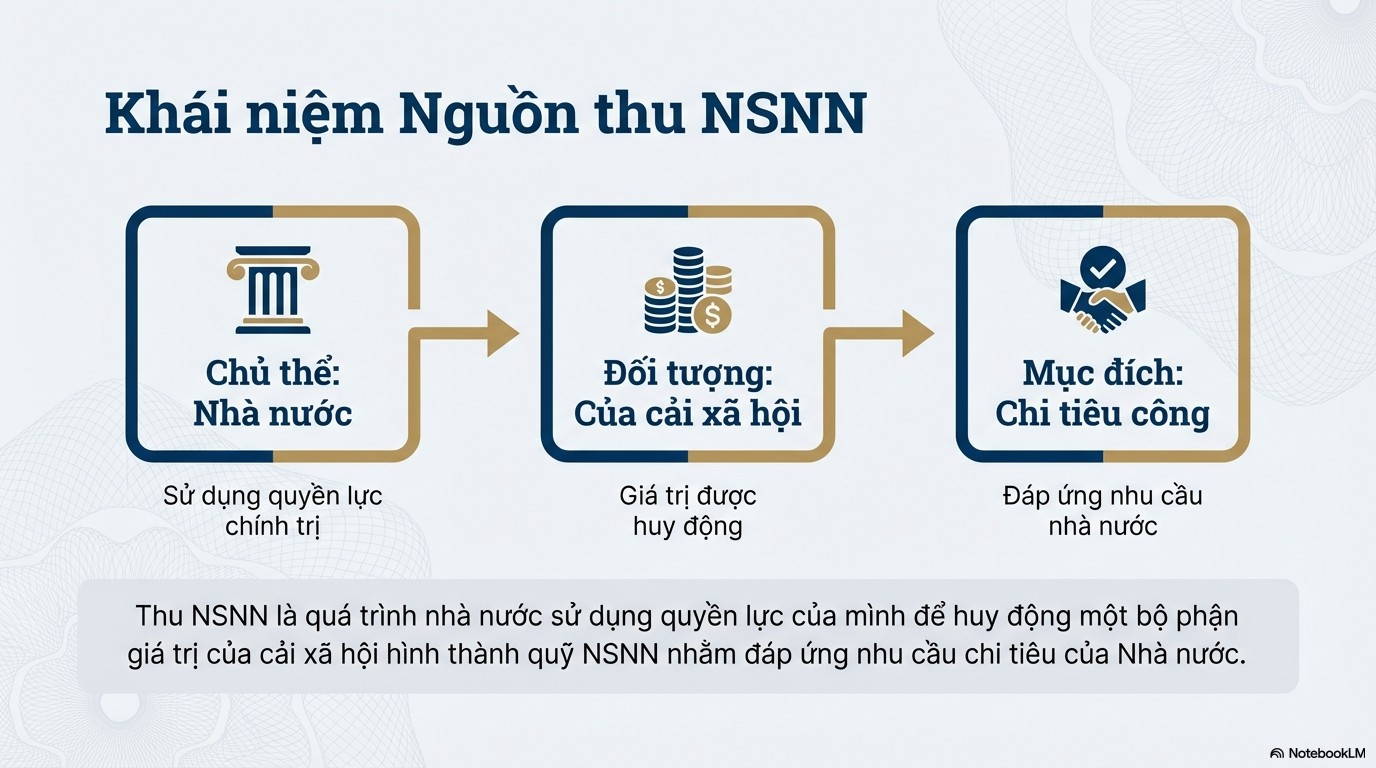 Khái niệm Nguồn thu NSNN
Chủ thể:
Nhà nước
Sử dụng quyền lực
chính trị
Đối tượng:
Của cải xã hội
Giá trị được
huy động
Mục đích:
Chi tiêu công
Đáp ứng nhu cầu
nhà nước
Thu NSNN là quá trình nhà nước sử dụng quyền lực của mình để huy động một bộ phận
giá trị của cải xã hội hình thành quỹ NSNN nhằm đáp ứng nhu cầu chi tiêu của Nhà nước.
NotebookLM